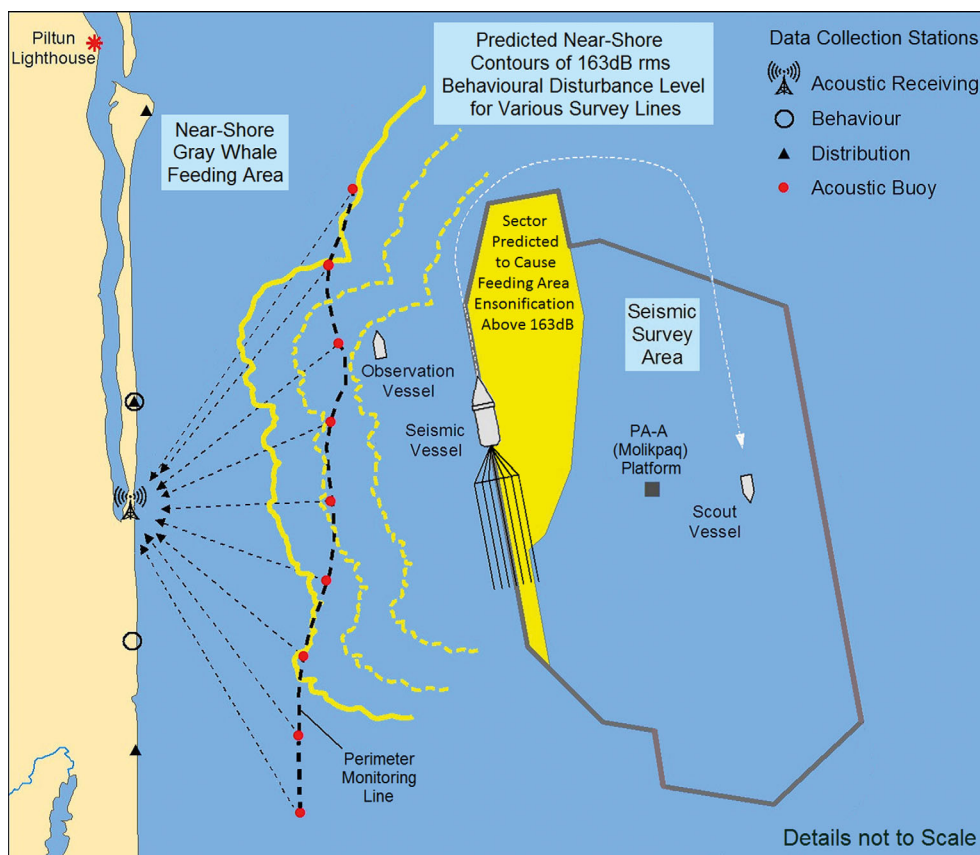 Piltun
Lighthouse
Near-Shore
Gray Whale
Feeding Area
Predicted Near-Shore
Contours of 163dB rms
Behavioural Disturbance Level
for Various Survey Lines
Data Collection Stations
Acoustic Receiving
Behaviour
Distribution
Acoustic Buoy
Sector
Predicted
to Cause
Feeding Area
Ensonification
Above 163dB
Seismic
Survey
Area
Observation
Vessel
Seismic
Vessel
PA-A
(Molikpaq)
Platform
Scout
Vessel
Perimeter
Monitoring
Line
Details not to Scale